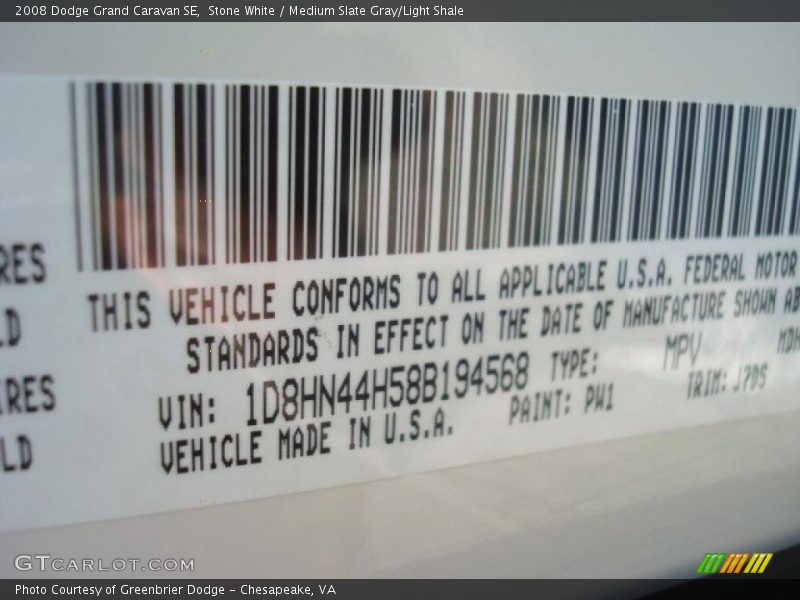 2008 Dodge Grand Caravan SE,  Stone White / Medium Slate Gray/Light Shale
RES
LD
IRES
LD
THIS VEHICLE CONFORMS TO ALL APPLICABLE U.S.A. FEDERAL MOTOR
STANDARDS IN EFFECT ON THE DATE OF MANUFACTURE SHOWN AB
VIN: 1D8HN44H58B194568 TYPE: MPV MDH
VEHICLE MADE IN U.S.A. PAINT: PW1 TRIM: J7DS
GTCARLOT.COM
Photo Courtesy of Greenbrier Dodge – Chesapeake, VA